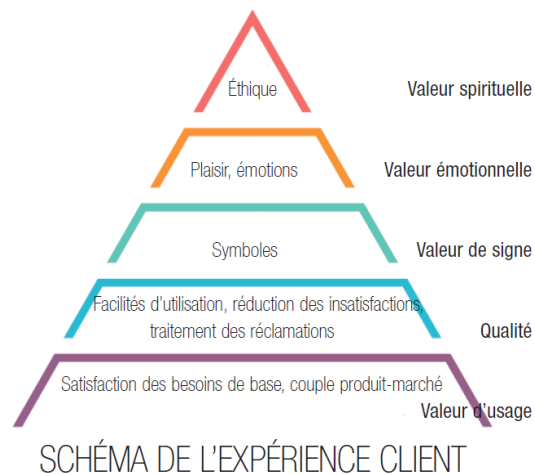 Éthique
Valeur spirituelle
Plaisir, émotions
Valeur émotionnelle
Symboles
Valeur de signe
Facilités d'utilisation, réduction des insatisfactions,
traitement des réclamations
Qualité
Satisfaction des besoins de base, couple produit-marché
Valeur d'usage
SCHÉMA DE L'EXPÉRIENCE CLIENT